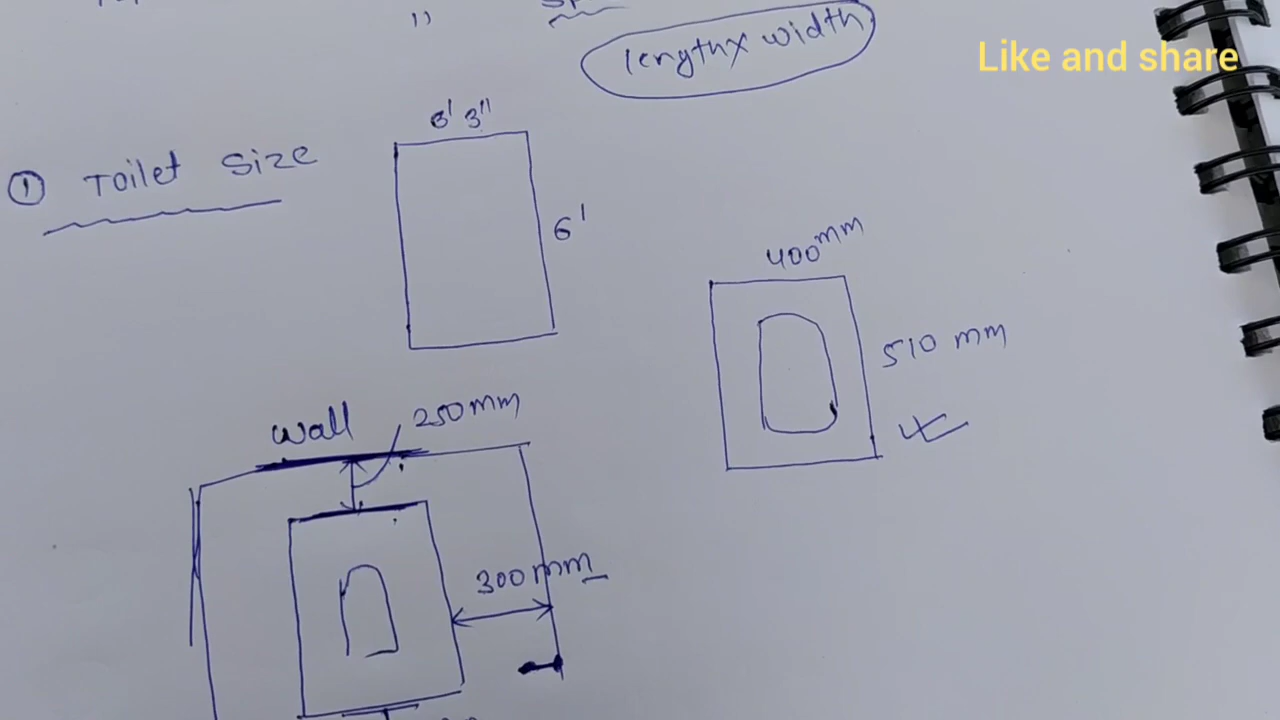 "
length x width
Like and share
6' 3"
① Toilet Size
6'
400mm
510 mm
wall
250mm
300mm